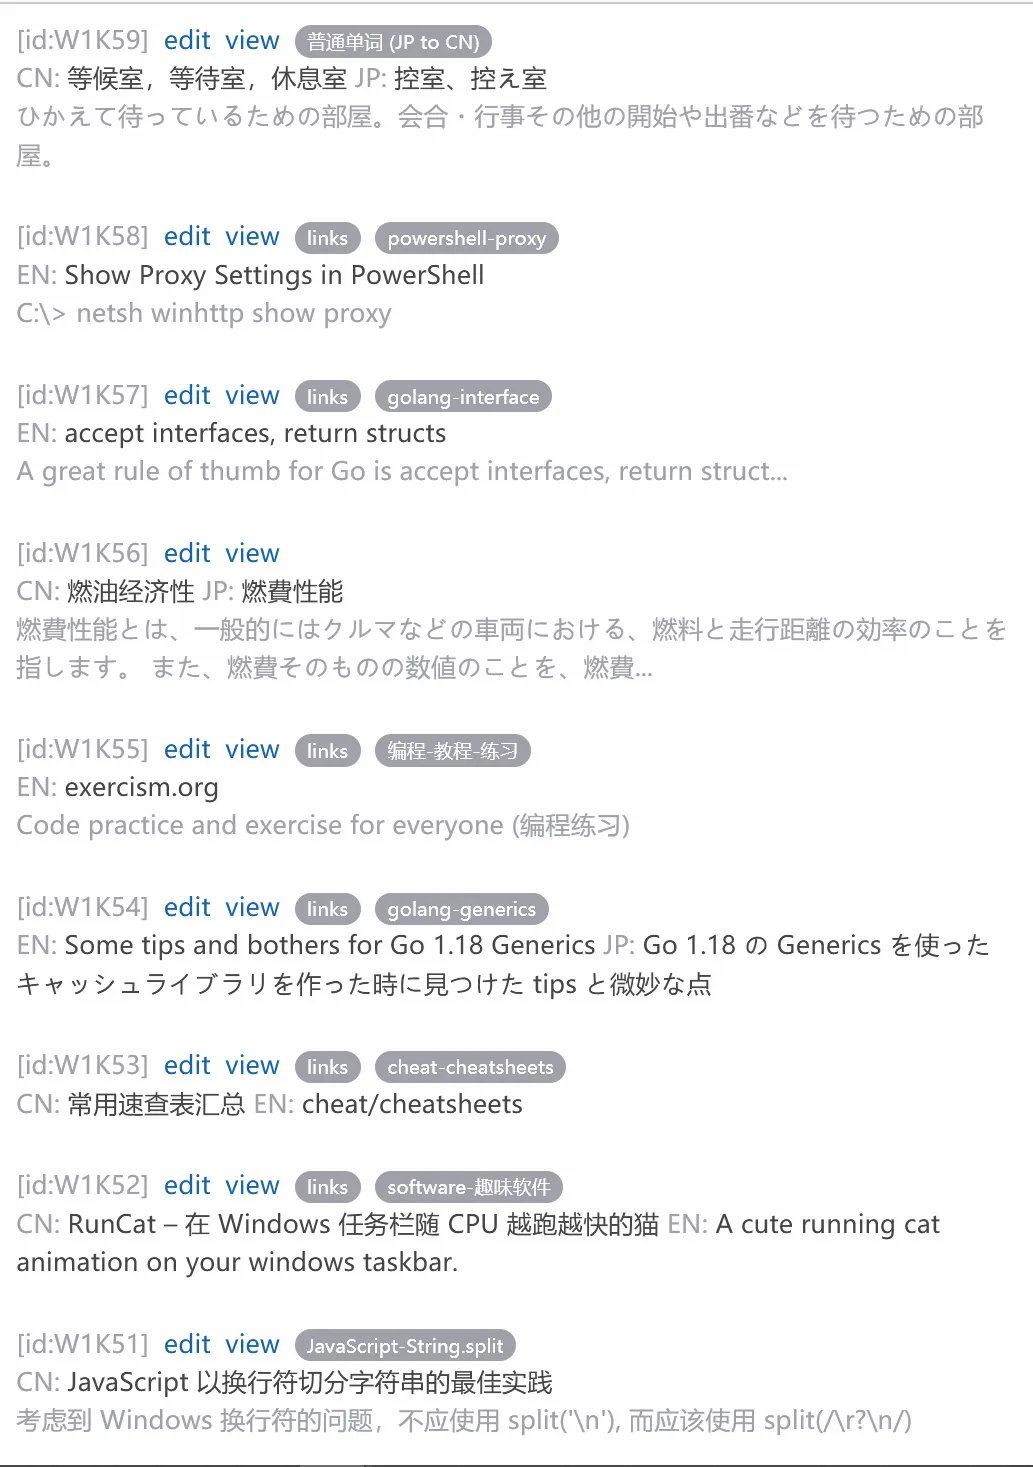 [id:W1K59] edit view 普通单词 (JP to CN)
CN: 等候室，等待室，休息室 JP: 控室、控え室
ひかえて待っているための部屋。会合・行事その他の開始や出番などを待つための部
屋。
[id:W1K58] edit view links powershell-proxy
EN: Show Proxy Settings in PowerShell
C:\> netsh winhttp show proxy
[id:W1K57] edit view links golang-interface
EN: accept interfaces, return structs
A great rule of thumb for Go is accept interfaces, return struct...
[id:W1K56] edit view
CN: 燃油经济性 JP: 燃費性能
燃費性能とは、一般的にはクルマなどの車両における、燃料と走行距離の効率のことを
指します。 また、燃費そのものの数値のことを、燃費...
[id:W1K55] edit view links 编程-教程-练习
EN: exercism.org
Code practice and exercise for everyone (编程练习)
[id:W1K54] edit view links golang-generics
EN: Some tips and bothers for Go 1.18 Generics JP: Go 1.18 の Generics を使った
キャッシュライブラリを作った時に見つけた tips と微妙な点
[id:W1K53] edit view links cheat-cheatsheets
CN: 常用速查表汇总 EN: cheat/cheatsheets
[id:W1K52] edit view links software-趣味软件
CN: RunCat – 在 Windows 任务栏随 CPU 越跑越快的猫 EN: A cute running cat
animation on your windows taskbar.
[id:W1K51] edit view JavaScript-String.split
CN: JavaScript 以换行符切分字符串的最佳实践
考虑到 Windows 换行符的问题，不应使用 split('\n'), 而应该使用 split(/\r?\n/)